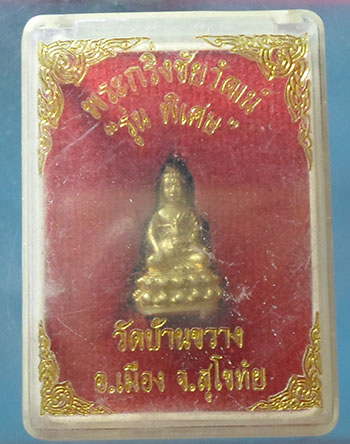 พระกริ่งชัยวัฒน์
"รุ่น พิเศษ"
วัดบ้านขวาง
อ.เมือง จ.สุโขทัย